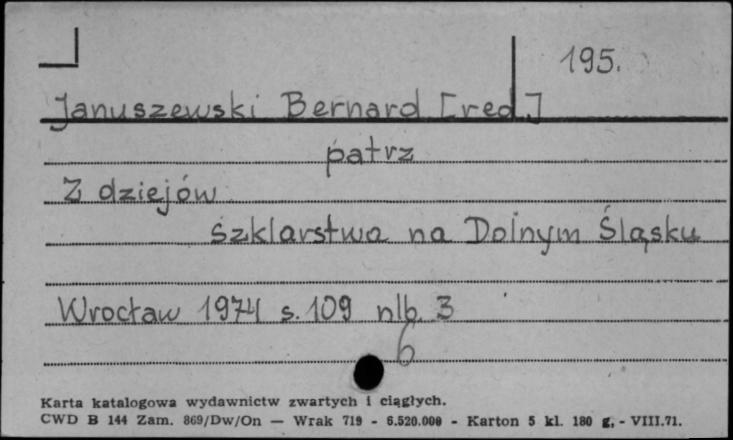 195.
Januszewski Bernard [red.]
patrz
Z dziejów
szklarstwa na Dolnym Śląsku
Wrocław 1974 s. 109 nlb. 3
6
Karta katalogowa wydawnictw zwartych i ciągłych.
CWD B 144 Zam. 869/Dw/On — Wrak 719 - 6.520.000 - Karton 5 kl. 180 g, - VIII.71.